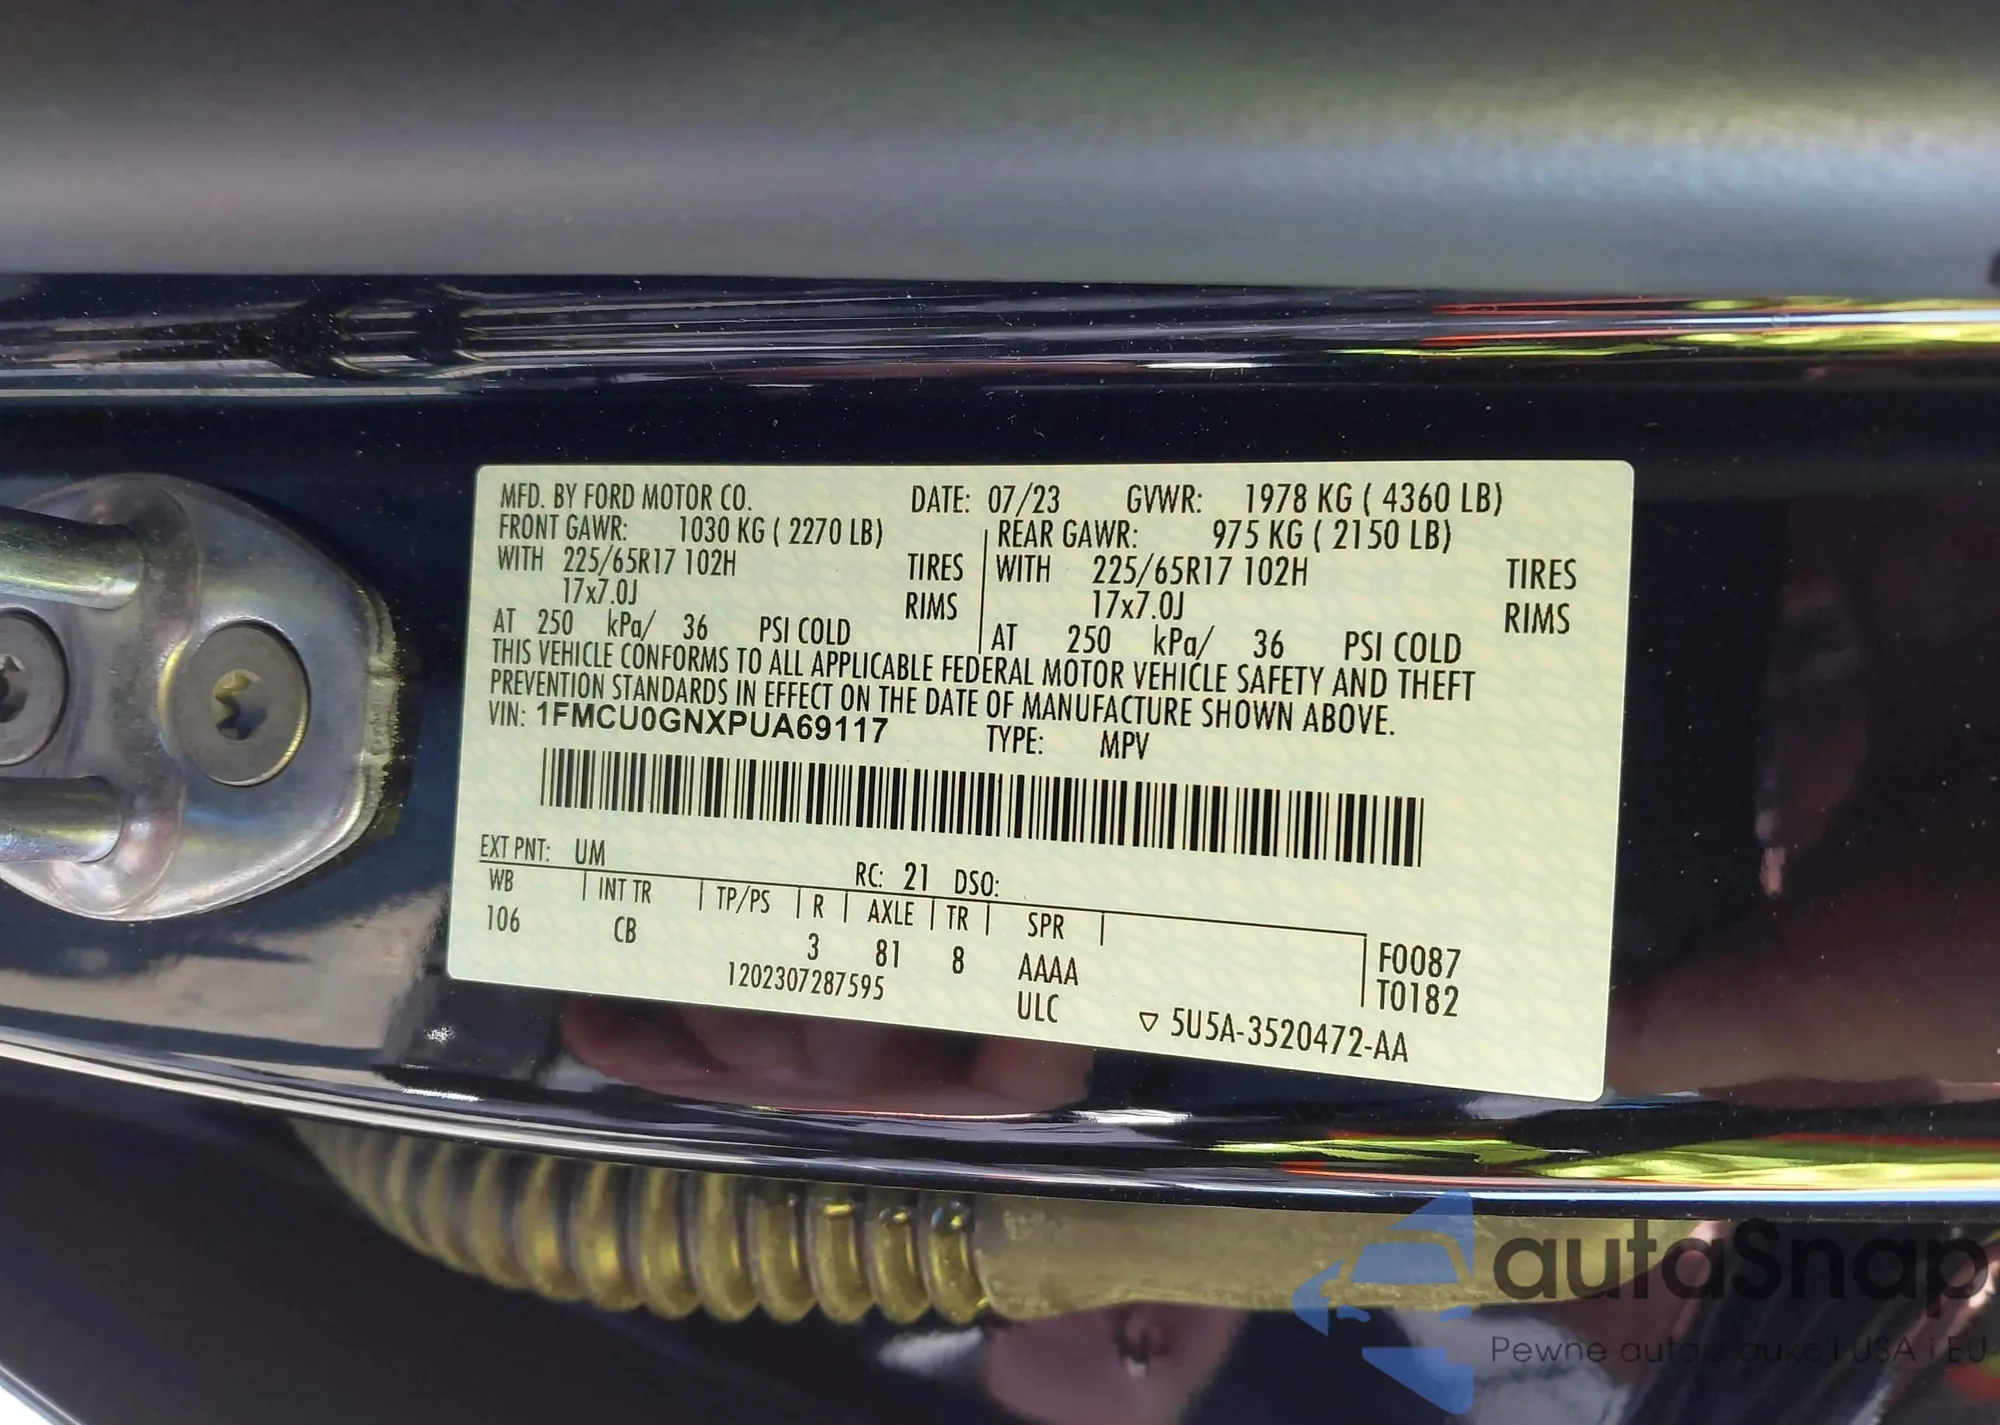 MFD. BY FORD MOTOR CO. DATE: 07/23 GVWR: 1978 KG ( 4360 LB)
FRONT GAWR: 1030 KG ( 2270 LB) REAR GAWR: 975 KG ( 2150 LB)
WITH 225/65R17 102H TIRES WITH 225/65R17 102H TIRES
17x7.0J RIMS 17x7.0J RIMS
AT 250 kPa/ 36 PSI COLD AT 250 kPa/ 36 PSI COLD
THIS VEHICLE CONFORMS TO ALL APPLICABLE FEDERAL MOTOR VEHICLE SAFETY AND THEFT
PREVENTION STANDARDS IN EFFECT ON THE DATE OF MANUFACTURE SHOWN ABOVE.
VIN: 1FMCU0GNXPUA69117 TYPE: MPV
EXT PNT: UM RC: 21 DSO:
WB INT TR TP/PS R AXLE TR SPR
106 CB 3 81 8 AAAA F0087
1202307287595 ULC T0182
▽ 5U5A-3520472-AA
autaSnap
Pewne auta z aukcji USA i EU